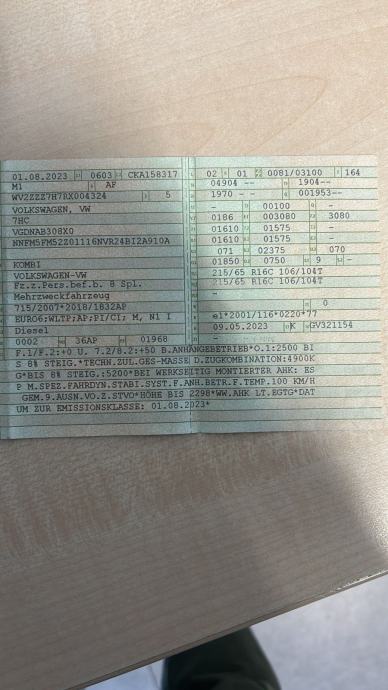 01.08.2023 0603 CKA158317
M1 AF
WV2ZZZ7H7RX004324 5
VOLKSWAGEN, VW
7HC
VGDNAB308X0
NNFM5FM52Z01116NVR24BI2A910A
KOMBI
VOLKSWAGEN-VW
Fz.z.Pers.bef.b. 8 Spl.
Mehrzweckfahrzeug
715/2007*2018/1832AP
EURO6;WLTP;AP;PI/CI; M, N1 I
Diesel
0002 36AP 01968
02 01 0081/03100 164
04904 -- 1904--
1970 - - 001953--
- 00100 -
0186 003080 3080
01610 01575 -
01610 01575 -
071 02375 070
01850 0750 9 -
215/65 R16C 106/104T
215/65 R16C 106/104T
-
- 0
e1*2001/116*0220*77
09.05.2023 K GV321154
F.1/F.2:+0 U. 7.2/8.2:+50 B.ANHÄNGEBETRIEB*O.1:2500 BI
S 8% STEIG.*TECHN.ZUL.GES-MASSE D.ZUGKOMBINATION:4900K
G*BIS 8% STEIG.:5200*BEI WERKSEITIG MONTIERTER AHK: ES
P M.SPEZ.FAHRDYN.STABI.SYST.F.ANH.BETR.F.TEMP.100 KM/H
GEM.9.AUSN.VO.Z.STVO*HÖHE BIS 2298*WW.AHK LT.EGTG*DAT
UM ZUR EMISSIONSKLASSE: 01.08.2023*